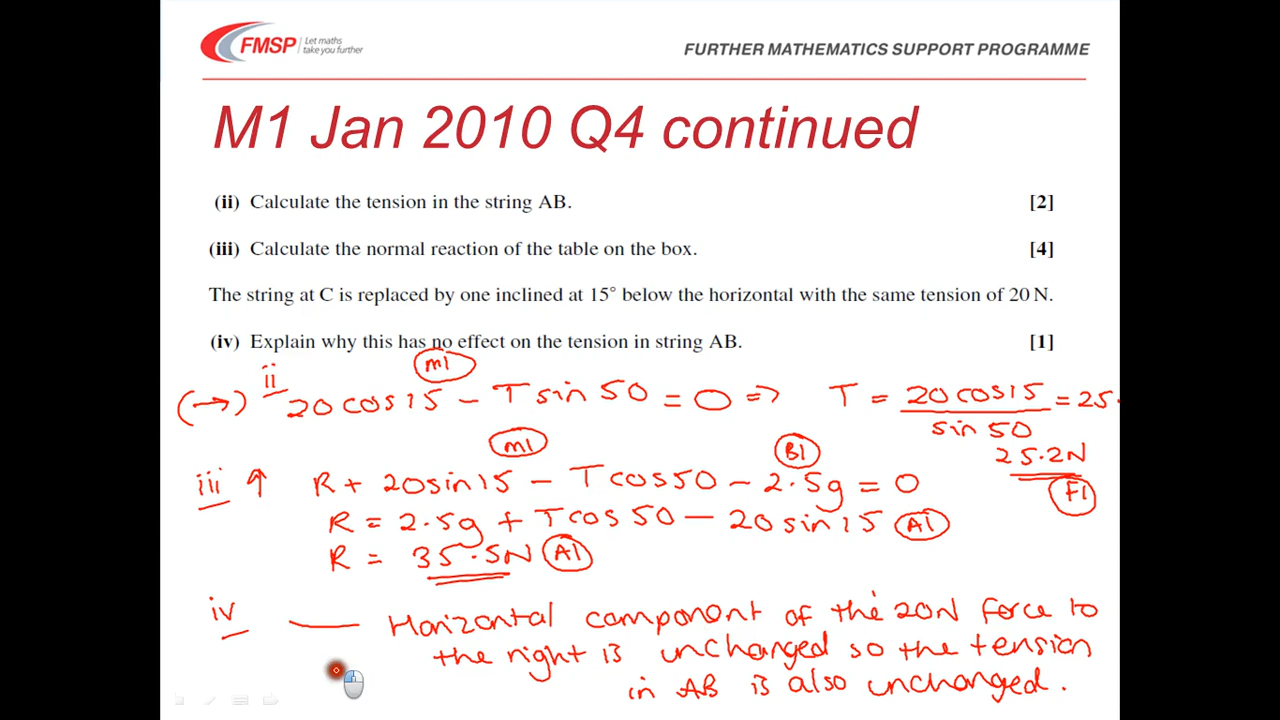 FMSP Let maths
take you further
FURTHER MATHEMATICS SUPPORT PROGRAMME
M1 Jan 2010 Q4 continued
(ii) Calculate the tension in the string AB. [2]
(iii) Calculate the normal reaction of the table on the box. [4]
The string at C is replaced by one inclined at 15° below the horizontal with the same tension of 20 N.
(iv) Explain why this has no effect on the tension in string AB. [1]
M1
(→) ii 20cos15 - T sin 50 = 0 => T = 20cos15 / sin 50 = 25.
25.2N
F1
M1 B1
iii ↑ R + 20sin15 - Tcos50 - 2.5g = 0
R = 2.5g + Tcos50 - 20sin15 A1
R = 35.5N A1
iv — Horizontal component of the 20N force to
the right is unchanged so the tension
in AB is also unchanged.